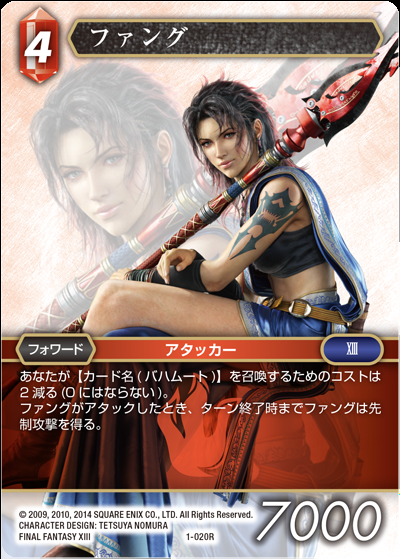 4
ファング
フォワード
アタッカー
XIII
あなたが【カード名(バハムート)】を召喚するためのコストは
2減る(0にはならない)。
ファングがアタックしたとき、ターン終了時までファングは先
制攻撃を得る。
© 2009, 2010, 2014 SQUARE ENIX CO., LTD. All Rights Reserved.
CHARACTER DESIGN: TETSUYA NOMURA
FINAL FANTASY XIII
1-020R
7000